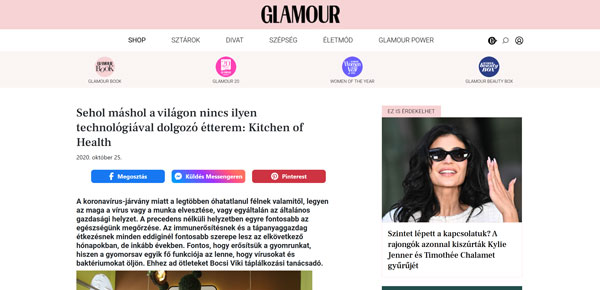 GLAMOUR
SHOP SZTÁROK DIVAT SZÉPSÉG ÉLETMÓD GLAMOUR POWER
GLAMOUR BOOK GLAMOUR 20 WOMEN OF THE YEAR GLAMOUR BEAUTY BOX
Sehol máshol a világon nincs ilyen
technológiával dolgozó étterem: Kitchen of
Health
2020. október 25.
Megosztás Küldés Messengeren Pinterest
A koronavírus-járvány miatt a legtöbben óhatatlanul félnek valamitől, legyen
az maga a vírus vagy a munka elvesztése, vagy egyáltalán az általános
gazdasági helyzet. A precedens nélküli helyzetben egyre fontosabb az
egészségünk megőrzése. Az immunerősítésnek és a tápanyaggazdag
étkezésnek minden eddiginél fontosabb szerepe lesz az elkövetkező
hónapokban, de inkább években. Fontos, hogy erősítsük a gyomrunkat,
hiszen a gyomorsav egyik fő funkciója az lenne, hogy vírusokat és
baktériumokat öljön. Ehhez ad ötleteket Bocsi Viki táplálkozási tanácsadó.
EZ IS ÉRDEKELHET
Szintet lépett a kapcsolatuk? A
rajongók azonnal kiszúrták Kylie
Jenner és Timothée Chalamet
gyűrűjét